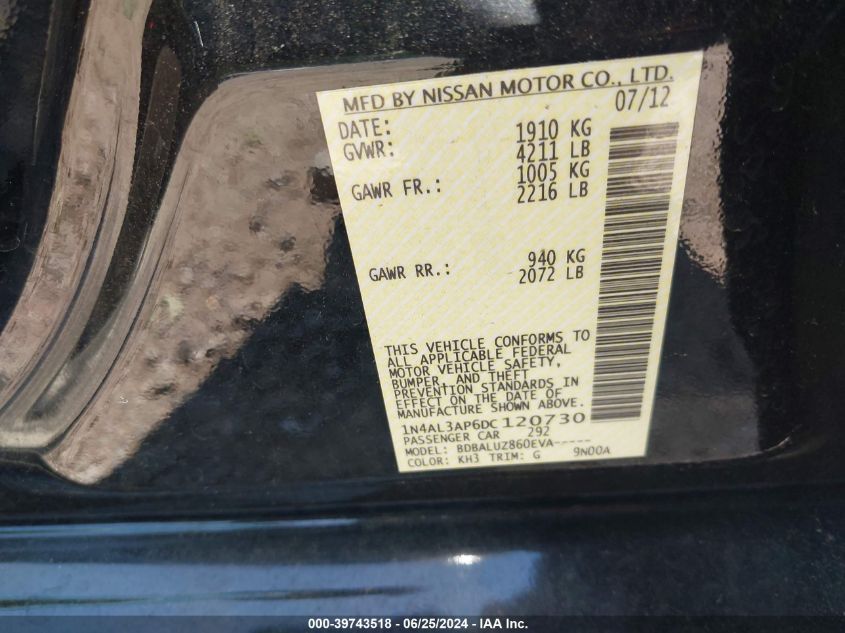 MFD BY NISSAN MOTOR CO., LTD.
DATE: 07/12
GVWR: 1910 KG
4211 LB
GAWR FR.: 1005 KG
2216 LB
GAWR RR.: 940 KG
2072 LB
THIS VEHICLE CONFORMS TO
ALL APPLICABLE FEDERAL
MOTOR VEHICLE SAFETY,
BUMPER, AND THEFT
PREVENTION STANDARDS IN
EFFECT ON THE DATE OF
MANUFACTURE SHOWN ABOVE.
1N4AL3AP6DC120730
PASSENGER CAR 292
MODEL: BDBALUZ860EVA-----
COLOR: KH3 TRIM: G 9N00A
000-39743518 - 06/25/2024 - IAA Inc.